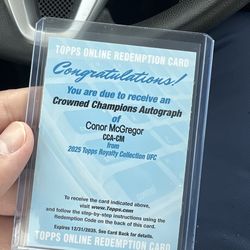 TOPPS ONLINE REDEMPTION CARD
Congratulations!
You are due to receive an
Crowned Champions Autograph
of
Conor McGregor
CCA-CM
from
2025 Topps Royalty Collection UFC
To receive the card indicated above,
visit www.Topps.com
and follow the step-by-step instructions using the
Redemption Code on the back of this card.
Expires 12/31/2035. See Card Back for details.
TOPPS ONLINE REDEMPTION CARD